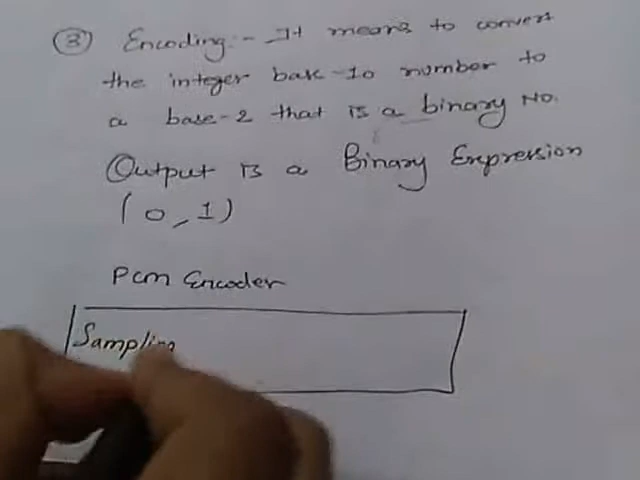 ③ Encoding :- It means to convert
the integer base-10 number to
a base-2 that is a binary No.
Output is a Binary Expression
(0,1)
PCM Encoder
Sampling